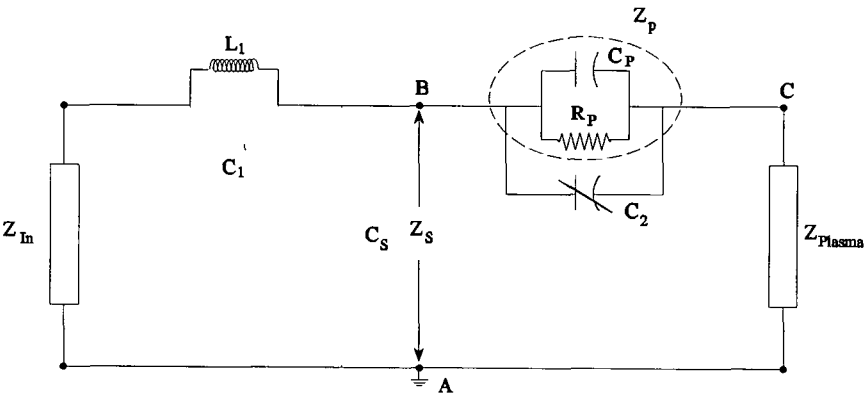 Z_p
L_1
C_P
B
C
R_P
C_1
C_2
Z_In
C_S
Z_S
Z_Plasma
A